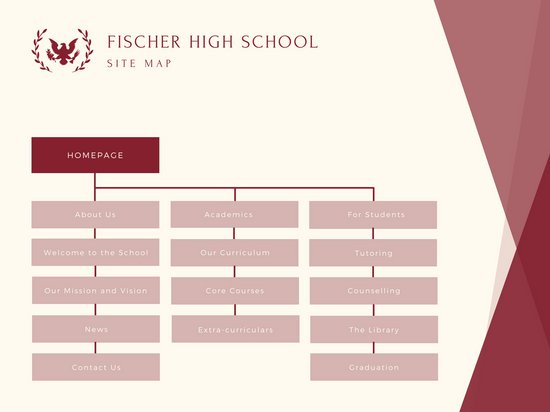 FISCHER HIGH SCHOOL
SITE MAP
HOMEPAGE
About Us
Welcome to the School
Our Mission and Vision
News
Contact Us
Academics
Our Curriculum
Core Courses
Extra-curriculars
For Students
Tutoring
Counselling
The Library
Graduation